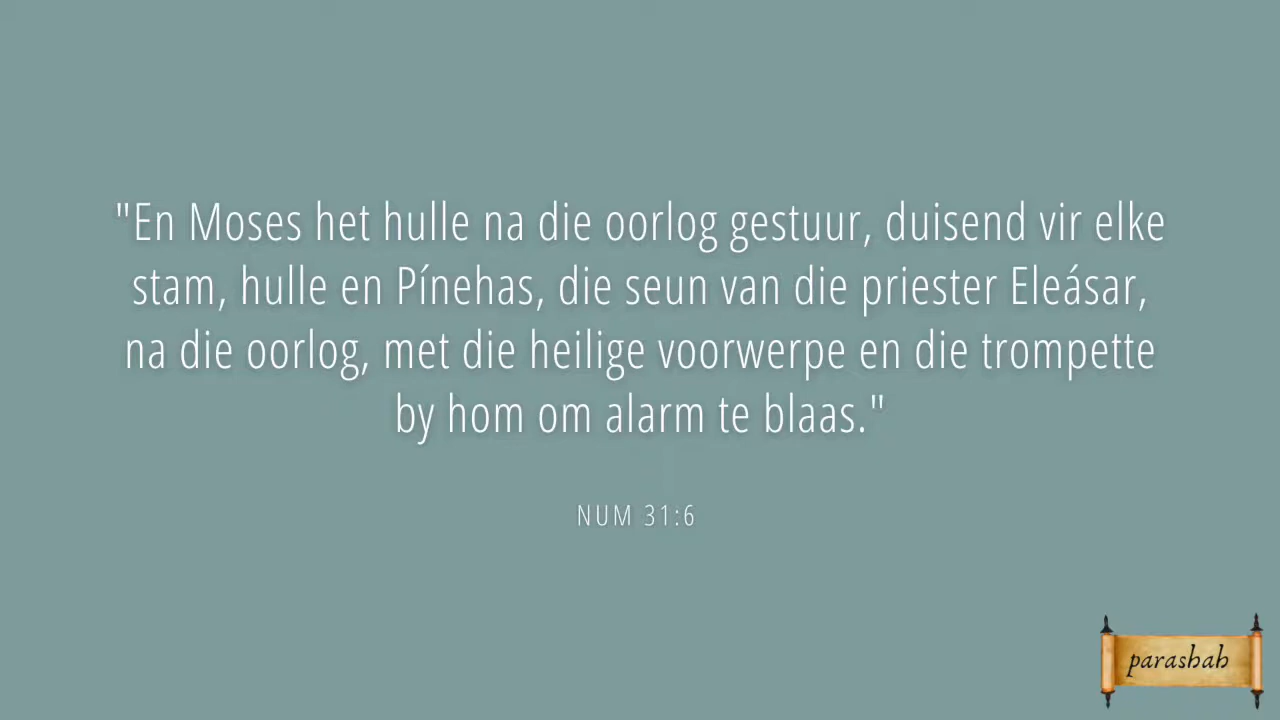 "En Moses het hulle na die oorlog gestuur, duisend vir elke
stam, hulle en Pínehas, die seun van die priester Eleásar,
na die oorlog, met die heilige voorwerpe en die trompette
by hom om alarm te blaas."
NUM 31:6
parashah